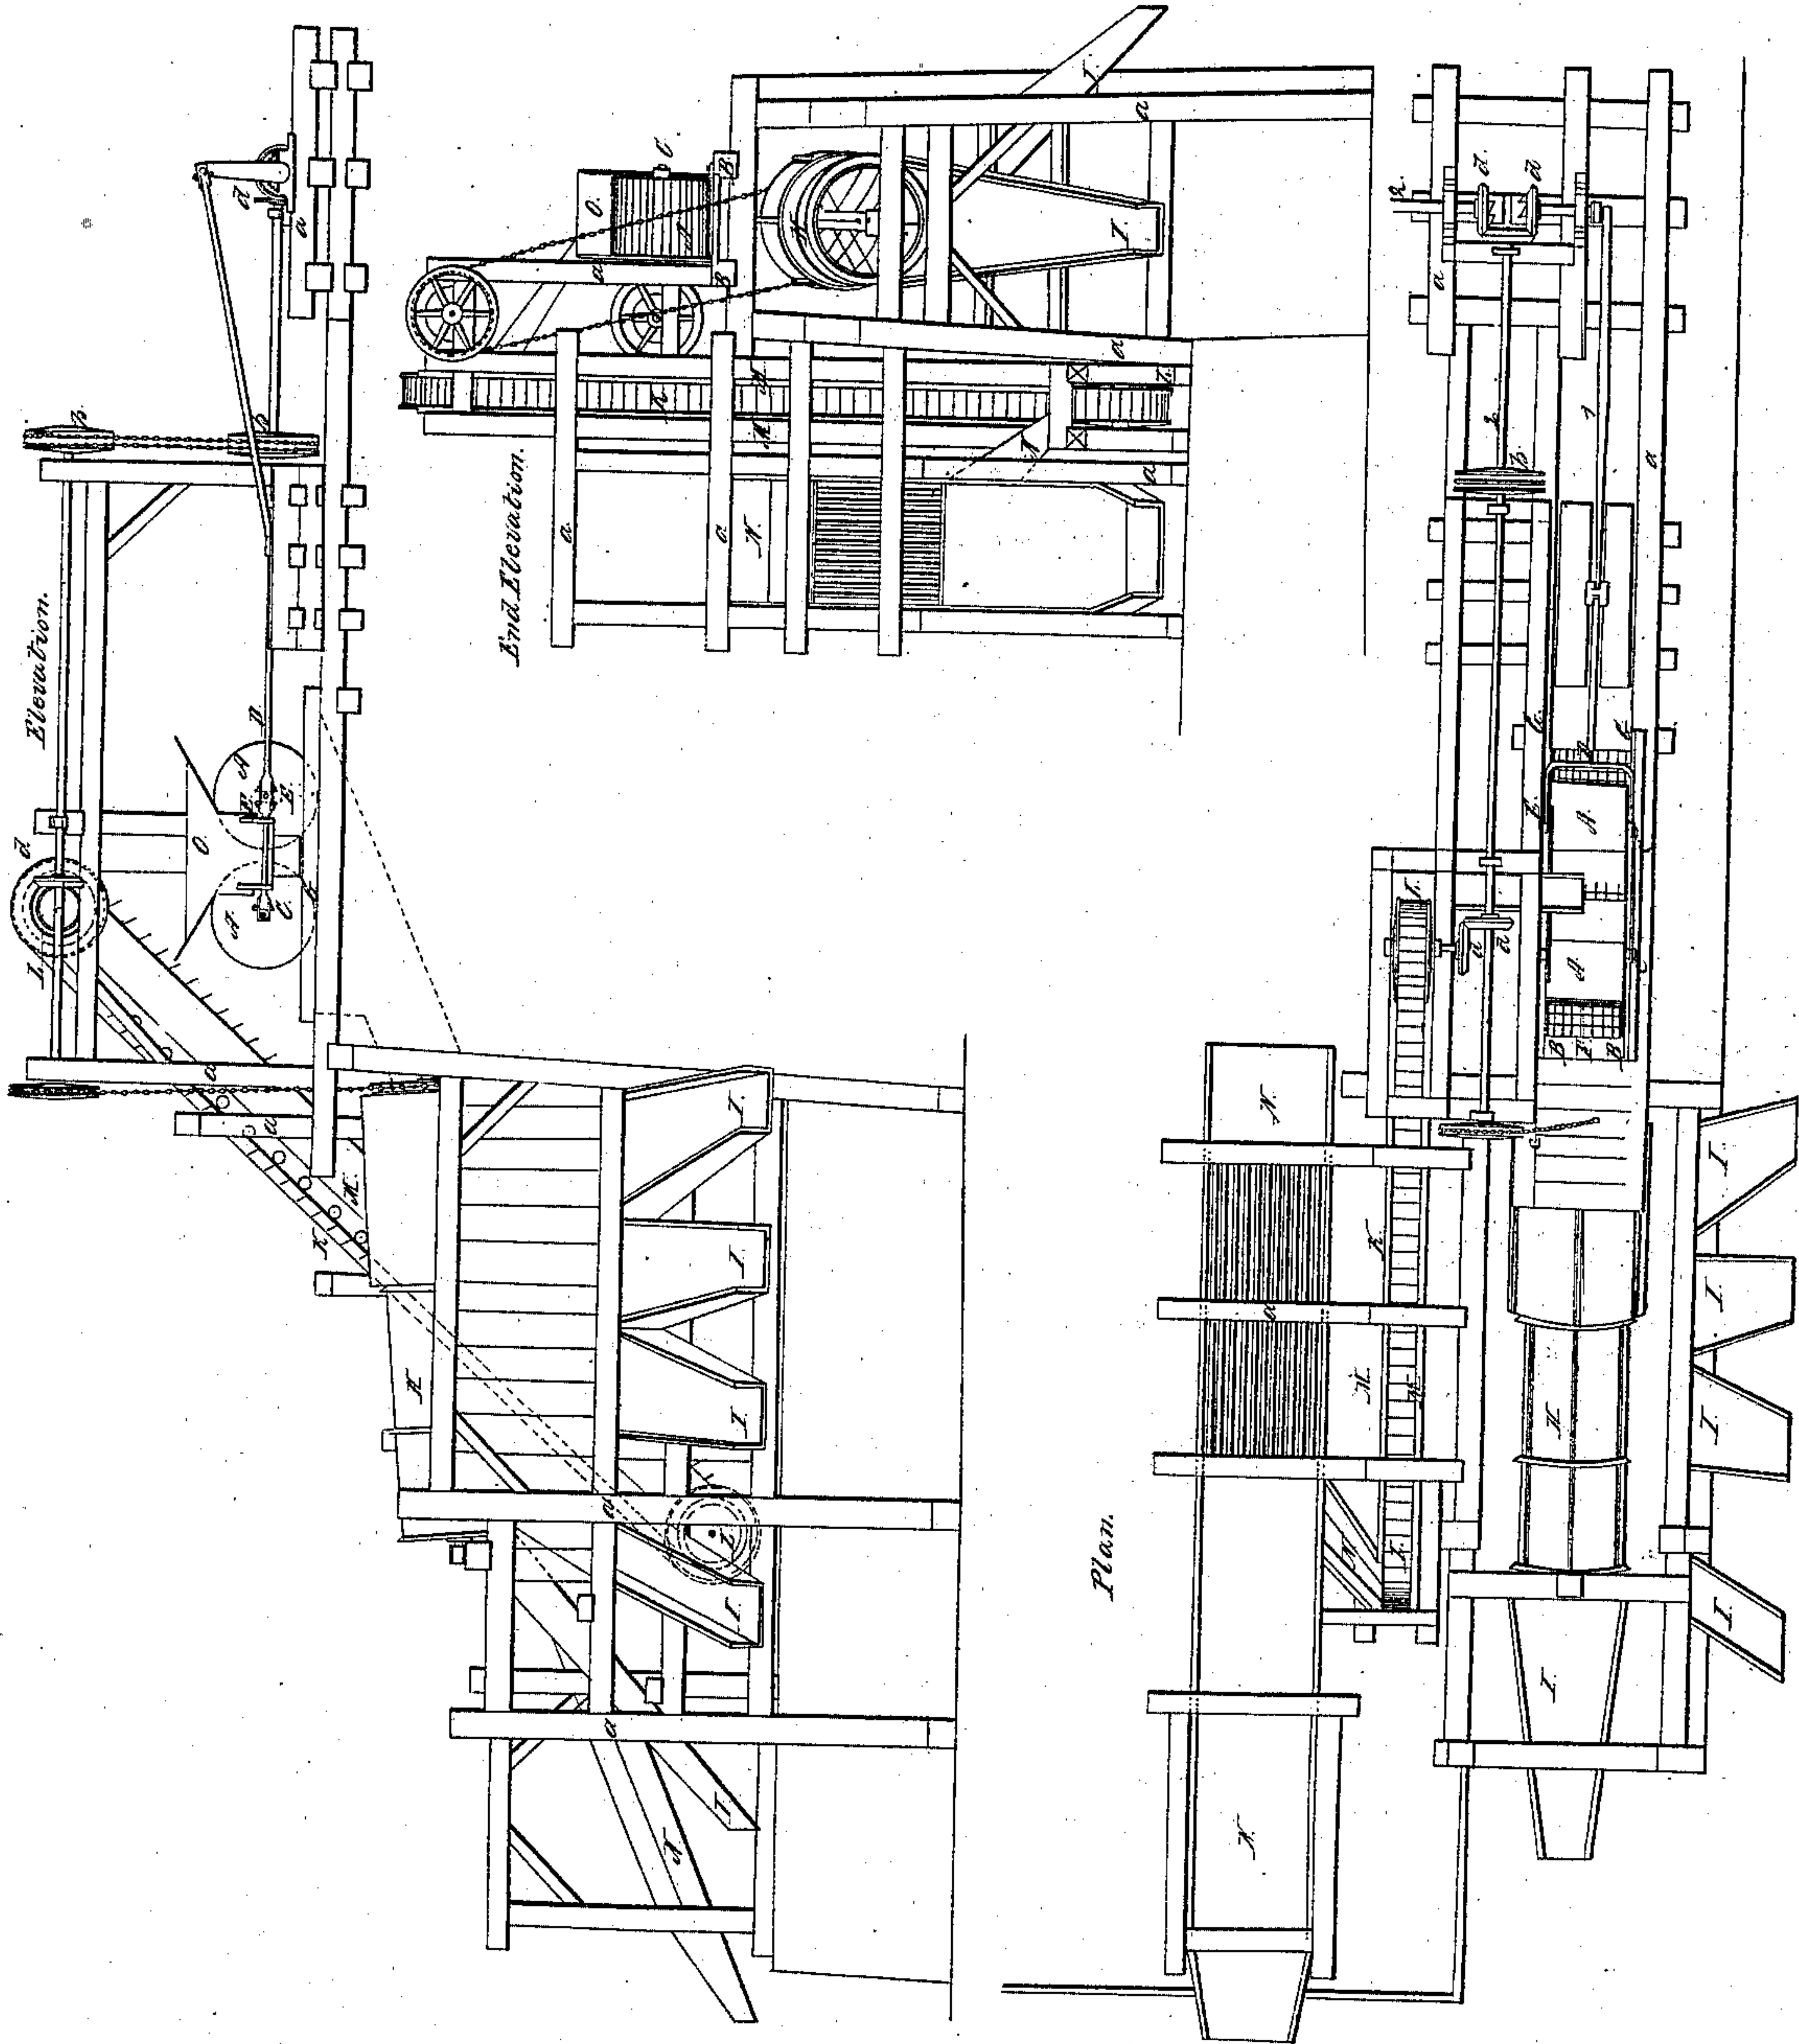 Elevation.
b
d
L
a
a
a
d
b
D
A
E
E
O.
A
C.
K
M
H
H
I.
I
I
L
I
a
a
I
N
End Elevation.
C
O.
A
B
B
a
H
I
I.
a
a
a
K
M
M
L
a
a
N
N
Plan.
N.
N.
a
K
M
M
L
d
d
d.
d
h.
a
a
b
A.
A
E
D
G
G
B
F
B
H
I
I
I
I
I